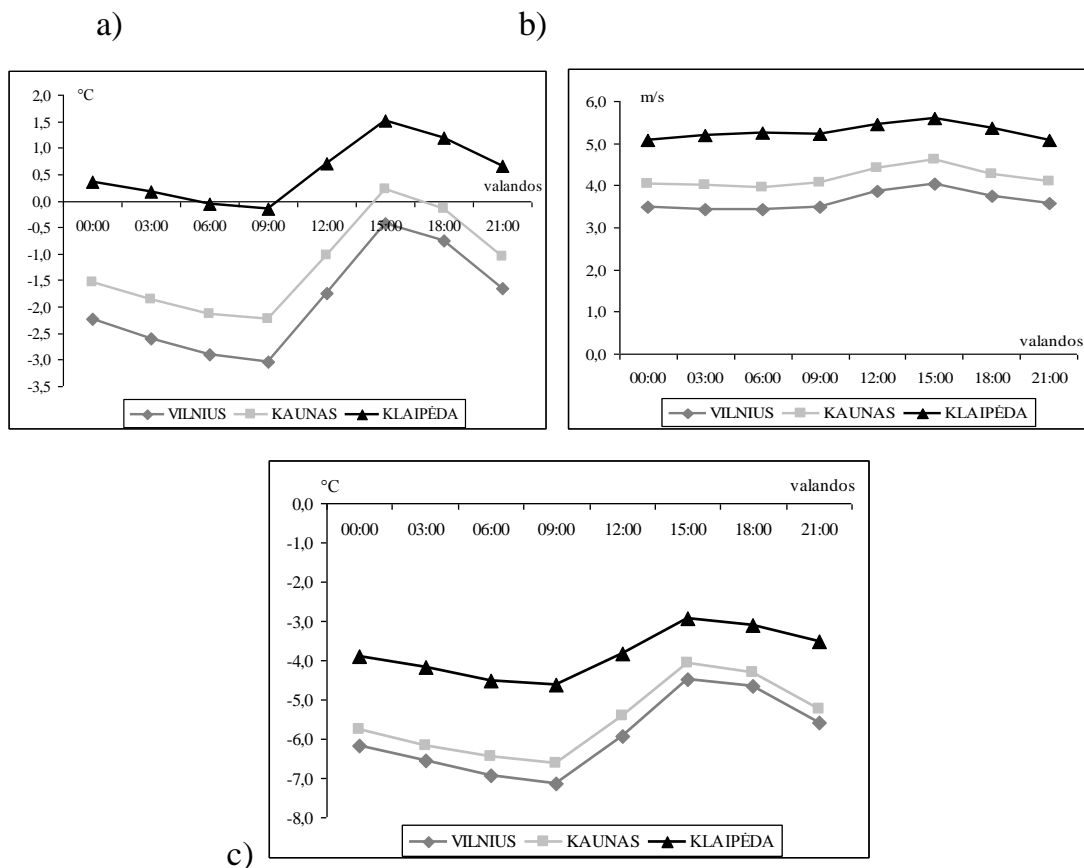 a)
b)
°C
2,0
1,5
1,0
0,5
0,0
-0,5
-1,0
-1,5
-2,0
-2,5
-3,0
-3,5
valandos
00:00 03:00 06:00 09:00 12:00 15:00 18:00 21:00
VILNIUS KAUNAS KLAIPĖDA
m/s
6,0
5,0
4,0
3,0
2,0
1,0
0,0
valandos
00:00 03:00 06:00 09:00 12:00 15:00 18:00 21:00
VILNIUS KAUNAS KLAIPĖDA
°C
valandos
0,0
-1,0
-2,0
-3,0
-4,0
-5,0
-6,0
-7,0
-8,0
00:00 03:00 06:00 09:00 12:00 15:00 18:00 21:00
VILNIUS KAUNAS KLAIPĖDA
c)